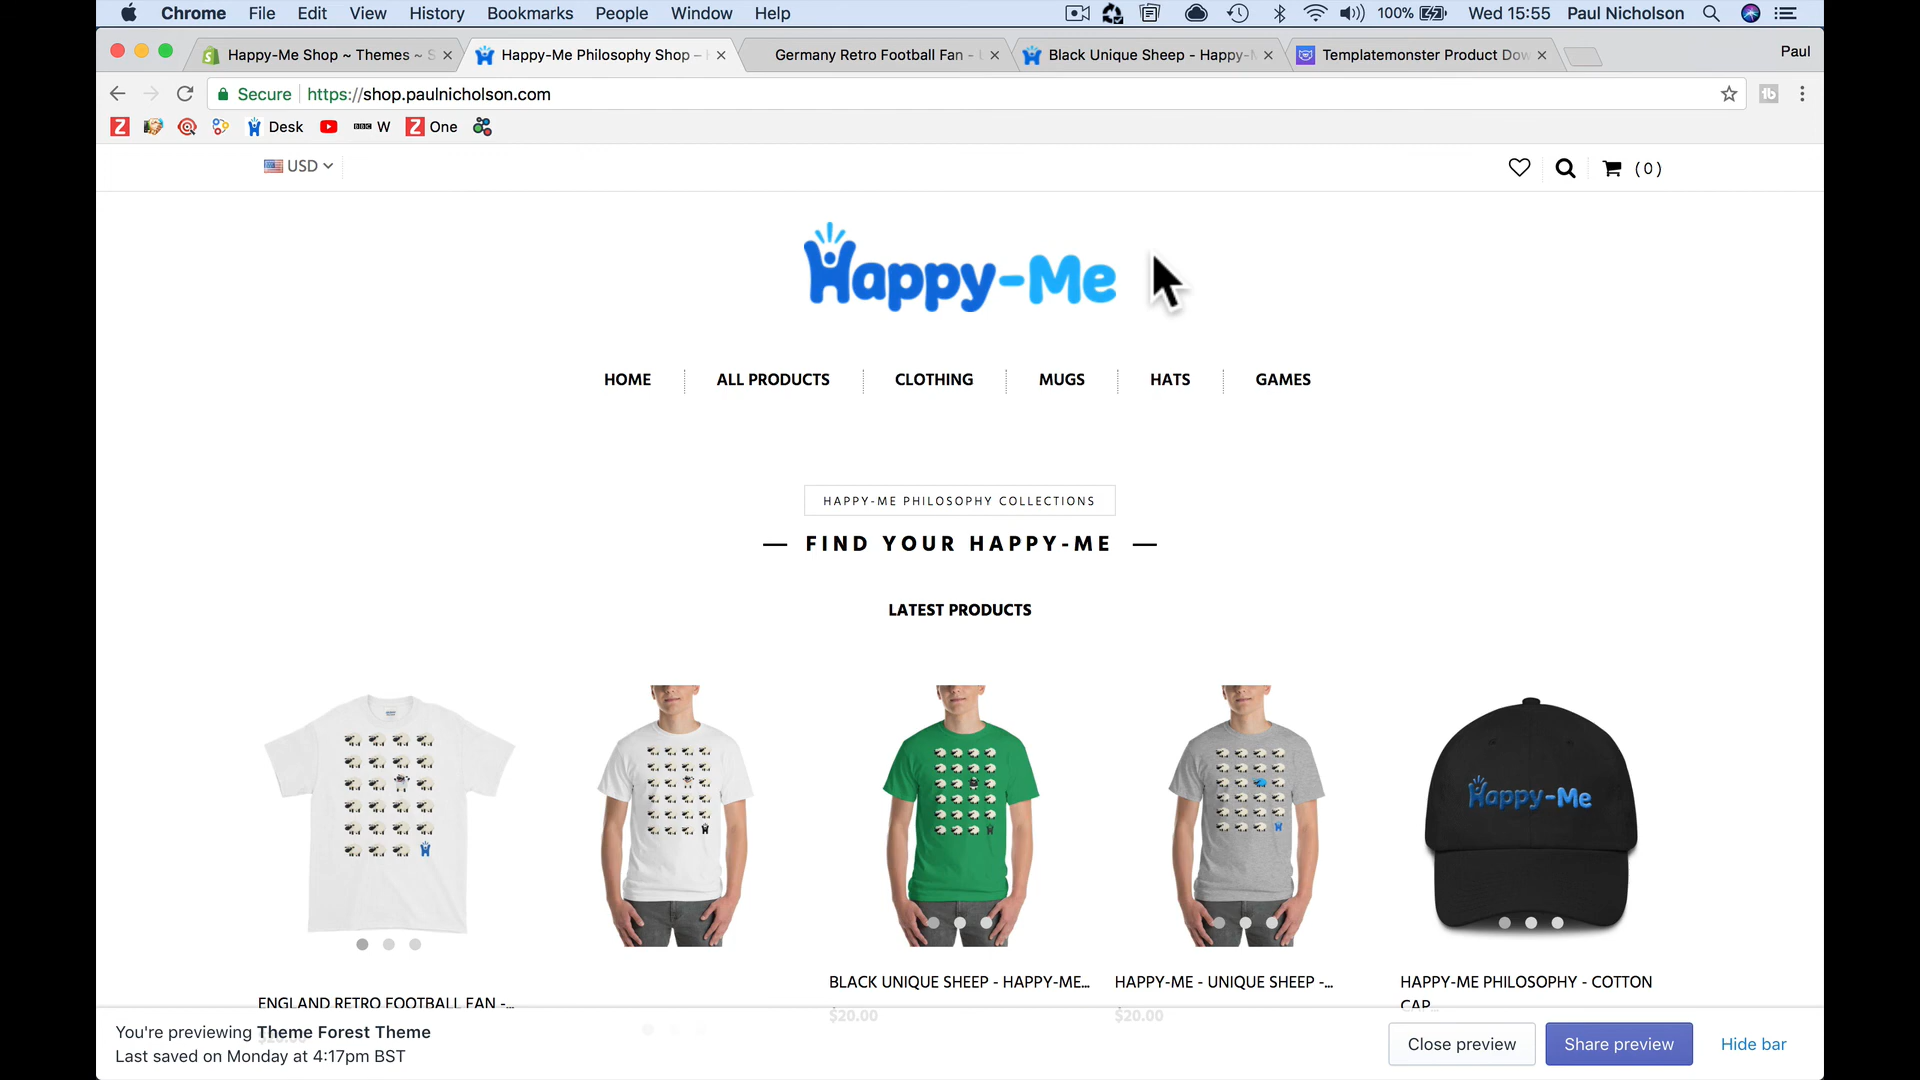 Chrome File Edit View History Bookmarks People Window Help 100% Wed 15:55 Paul Nicholson
Happy-Me Shop ~ Themes ~ S Happy-Me Philosophy Shop – Germany Retro Football Fan - Black Unique Sheep - Happy- Templatemonster Product Dow Paul
Secure https://shop.paulnicholson.com
Desk BBC W One
USD (0)
Happy-Me
HOME ALL PRODUCTS CLOTHING MUGS HATS GAMES
HAPPY-ME PHILOSOPHY COLLECTIONS
— FIND YOUR HAPPY-ME —
LATEST PRODUCTS
Happy-Me
BLACK UNIQUE SHEEP - HAPPY-ME... HAPPY-ME - UNIQUE SHEEP -... HAPPY-ME PHILOSOPHY - COTTON
ENGLAND RETRO FOOTBALL FAN -... CAP...
$20.00 $20.00
You're previewing Theme Forest Theme
Last saved on Monday at 4:17pm BST
Close preview Share preview Hide bar